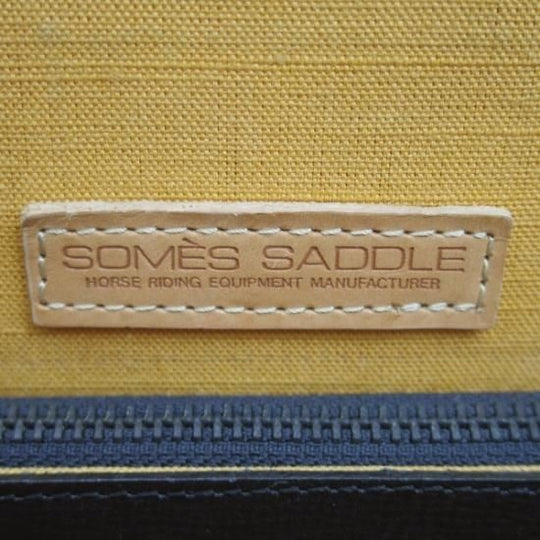 SOMÈS SADDLE
HORSE RIDING EQUIPMENT MANUFACTURER